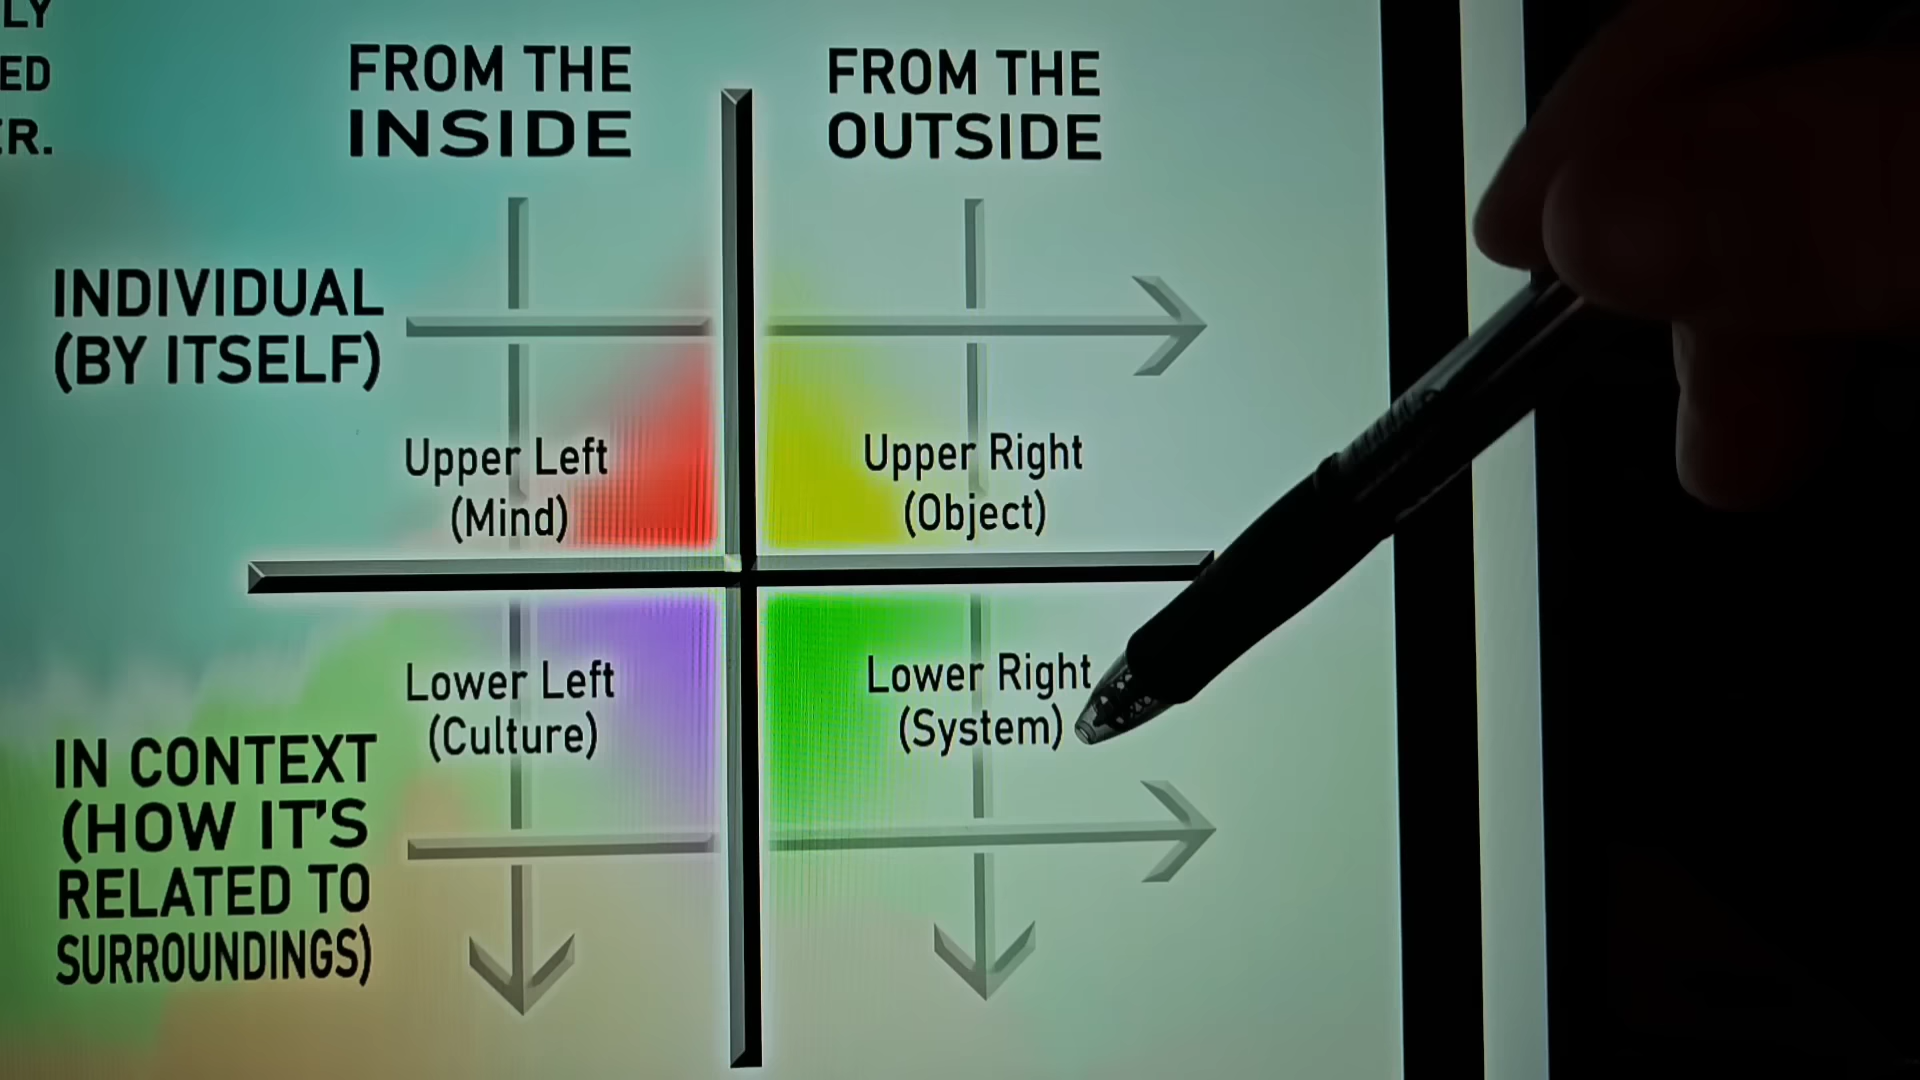 LY
ED
ER.
FROM THE
INSIDE
FROM THE
OUTSIDE
INDIVIDUAL
(BY ITSELF)
Upper Left
(Mind)
Upper Right
(Object)
Lower Left
(Culture)
Lower Right
(System)
IN CONTEXT
(HOW IT'S
RELATED TO
SURROUNDINGS)